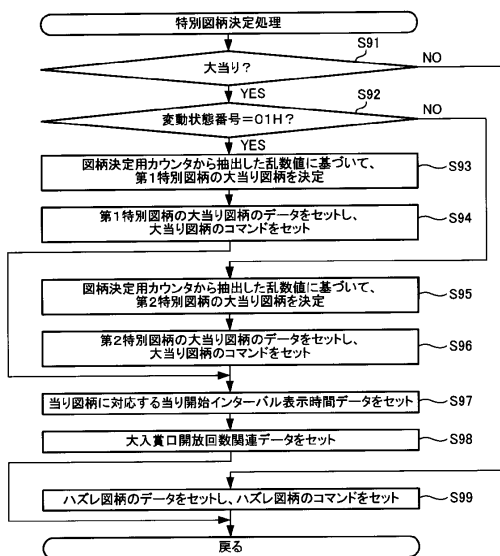 特別図柄決定処理
S91
大当り?
NO
YES
S92
変動状態番号=01H?
NO
YES
図柄決定用カウンタから抽出した乱数値に基づいて、
第1特別図柄の大当り図柄を決定
S93
第1特別図柄の大当り図柄のデータをセットし、
大当り図柄のコマンドをセット
S94
図柄決定用カウンタから抽出した乱数値に基づいて、
第2特別図柄の大当り図柄を決定
S95
第2特別図柄の大当り図柄のデータをセットし、
大当り図柄のコマンドをセット
S96
当り図柄に対応する当り開始インターバル表示時間データをセット
S97
大入賞口開放回数関連データをセット
S98
ハズレ図柄のデータをセットし、ハズレ図柄のコマンドをセット
S99
戻る